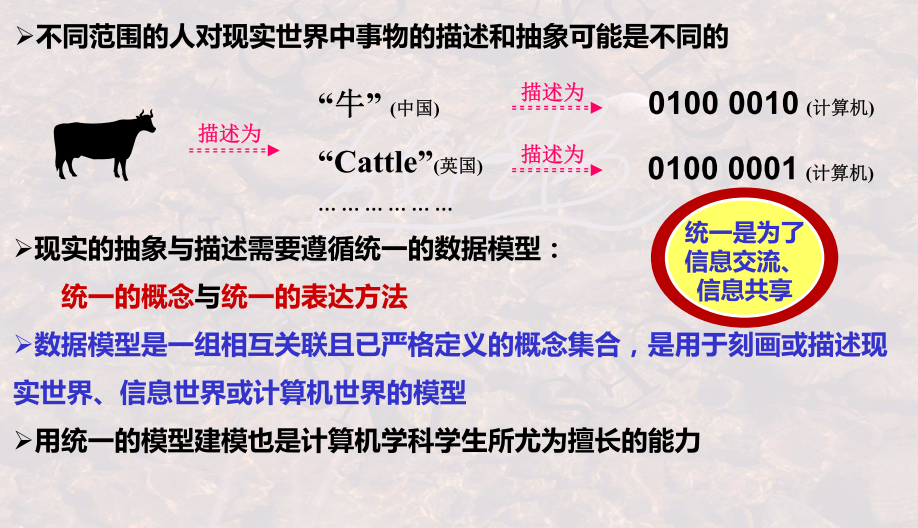 ➢不同范围的人对现实世界中事物的描述和抽象可能是不同的
描述为
“牛” (中国)
描述为
0100 0010 (计算机)
“Cattle”(英国)
描述为
0100 0001 (计算机)
… … … … … …
➢现实的抽象与描述需要遵循统一的数据模型：
统一的概念与统一的表达方法
统一是为了
信息交流、
信息共享
➢数据模型是一组相互关联且已严格定义的概念集合，是用于刻画或描述现
实世界、信息世界或计算机世界的模型
➢用统一的模型建模也是计算机学科学生所尤为擅长的能力